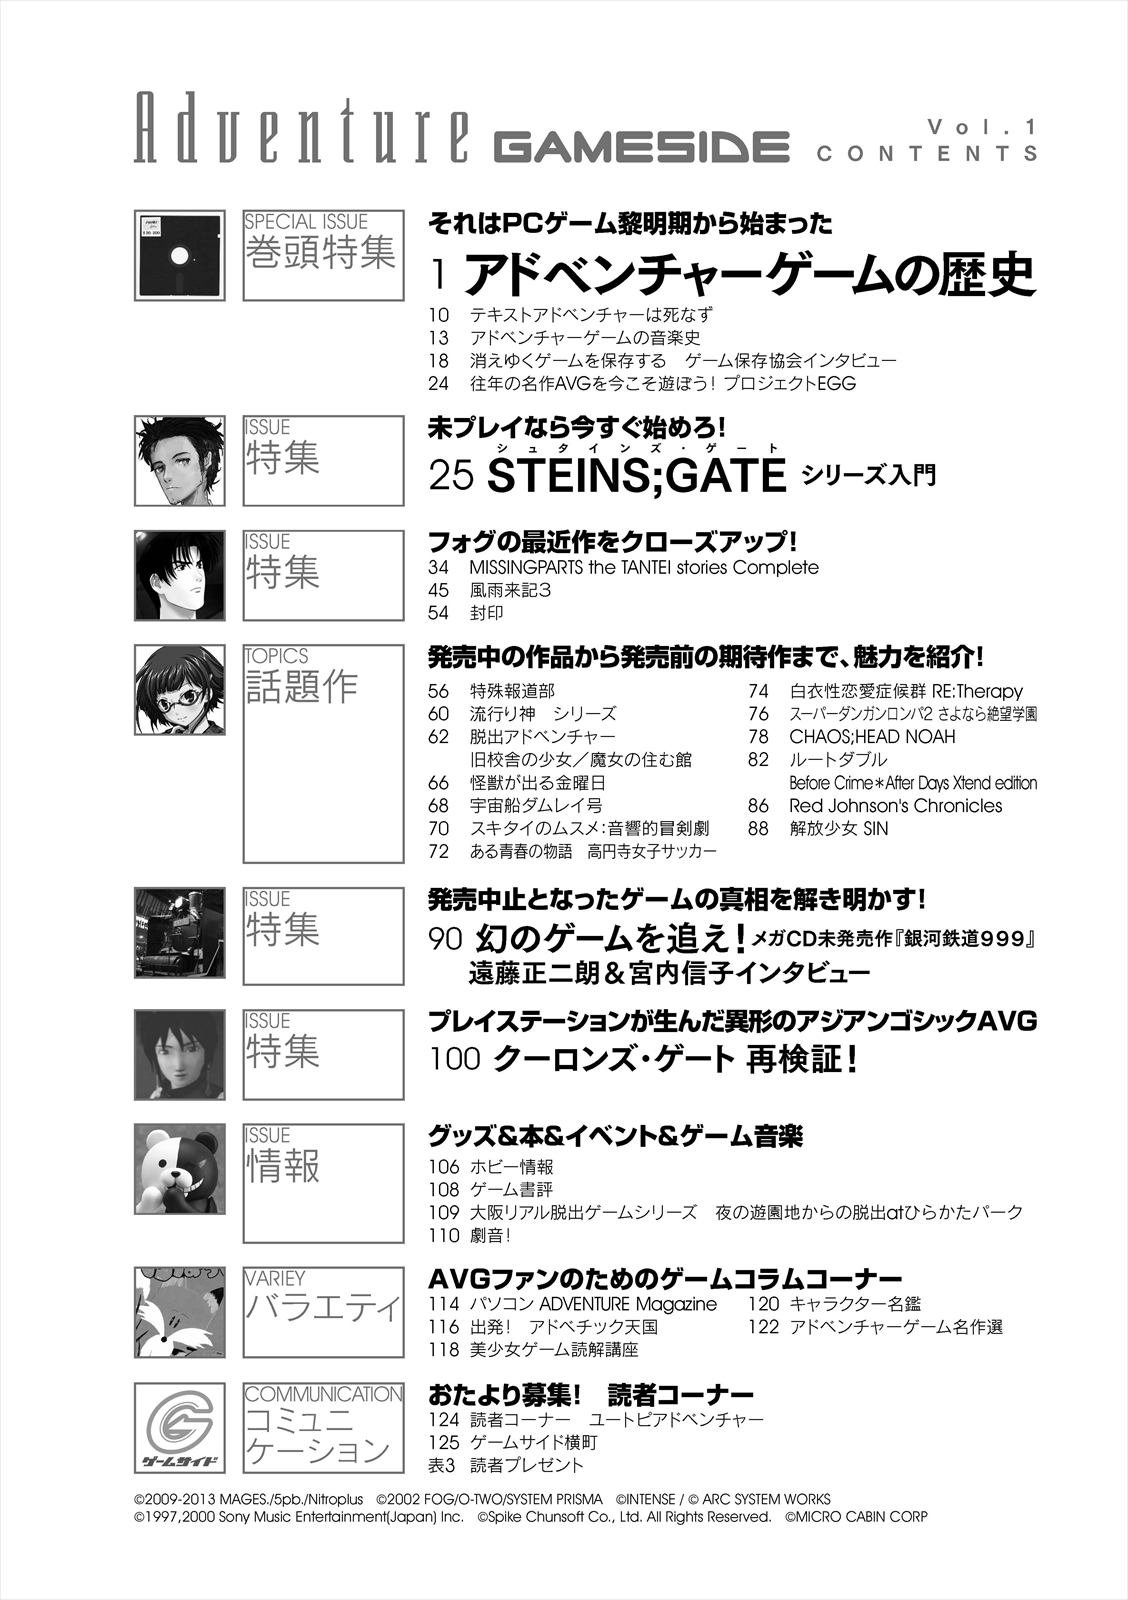 Adventure GAMESIDE
Vol.1
CONTENTS
SPECIAL ISSUE
巻頭特集
それはPCゲーム黎明期から始まった
1 アドベンチャーゲームの歴史
10 テキストアドベンチャーは死なず
13 アドベンチャーゲームの音楽史
18 消えゆくゲームを保存する　ゲーム保存協会インタビュー
24 往年の名作AVGを今こそ遊ぼう！プロジェクトEGG
ISSUE
特集
未プレイなら今すぐ始めろ！
シュタインズ・ゲート
25 STEINS;GATE シリーズ入門
ISSUE
特集
フォグの最近作をクローズアップ！
34 MISSINGPARTS the TANTEI stories Complete
45 風雨来記３
54 封印
TOPICS
話題作
発売中の作品から発売前の期待作まで、魅力を紹介！
56 特殊報道部
60 流行り神　シリーズ
62 脱出アドベンチャー
旧校舎の少女／魔女の住む館
66 怪獣が出る金曜日
68 宇宙船ダムレイ号
70 スキタイのムスメ：音響的冒剣劇
72 ある青春の物語　高円寺女子サッカー
74 白衣性恋愛症候群 RE:Therapy
76 スーパーダンガンロンパ2 さよなら絶望学園
78 CHAOS;HEAD NOAH
82 ルートダブル
Before Crime＊After Days Xtend edition
86 Red Johnson's Chronicles
88 解放少女 SIN
ISSUE
特集
発売中止となったゲームの真相を解き明かす！
90 幻のゲームを追え！メガCD未発売作『銀河鉄道９９９』
遠藤正二朗＆宮内信子インタビュー
ISSUE
特集
プレイステーションが生んだ異形のアジアンゴシックAVG
100 クーロンズ・ゲート 再検証！
ISSUE
情報
グッズ&本&イベント&ゲーム音楽
106 ホビー情報
108 ゲーム書評
109 大阪リアル脱出ゲームシリーズ　夜の遊園地からの脱出atひらかたパーク
110 劇音！
VARIEY
バラエティ
AVGファンのためのゲームコラムコーナー
114 パソコン ADVENTURE Magazine
116 出発！　アドベチック天国
118 美少女ゲーム読解講座
120 キャラクター名鑑
122 アドベンチャーゲーム名作選
ゲームサイド
COMMUNICATION
コミュニ
ケーション
おたより募集！　読者コーナー
124 読者コーナー　ユートピアドベンチャー
125 ゲームサイド横町
表3 読者プレゼント
©2009-2013 MAGES./5pb./Nitroplus　©2002 FOG/O-TWO/SYSTEM PRISMA　©INTENSE / © ARC SYSTEM WORKS
©1997,2000 Sony Music Entertainment(Japan) Inc.　©Spike Chunsoft Co., Ltd. All Rights Reserved.　©MICRO CABIN CORP